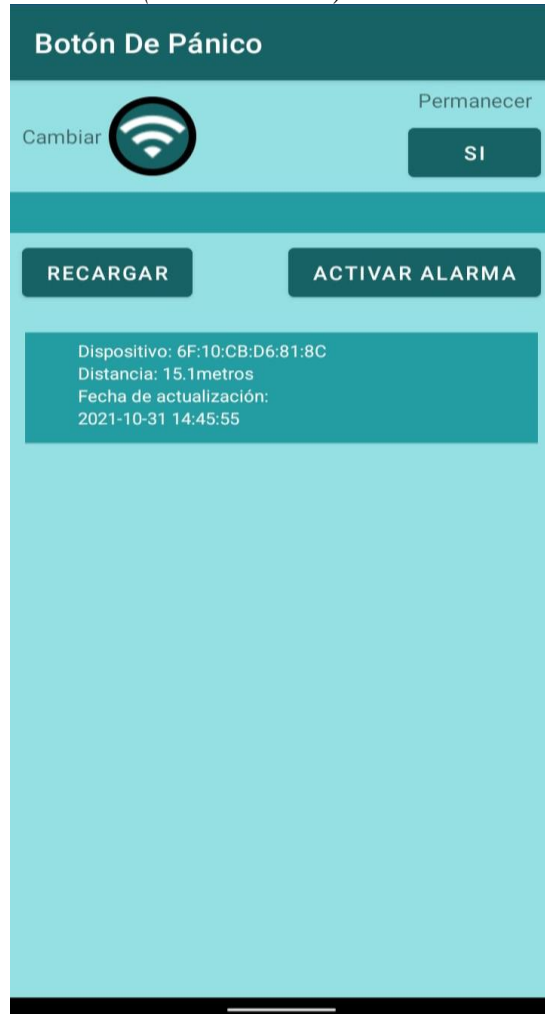 Botón De Pánico
Permanecer
Cambiar
SI
RECARGAR
ACTIVAR ALARMA
Dispositivo: 6F:10:CB:D6:81:8C
Distancia: 15.1metros
Fecha de actualización:
2021-10-31 14:45:55